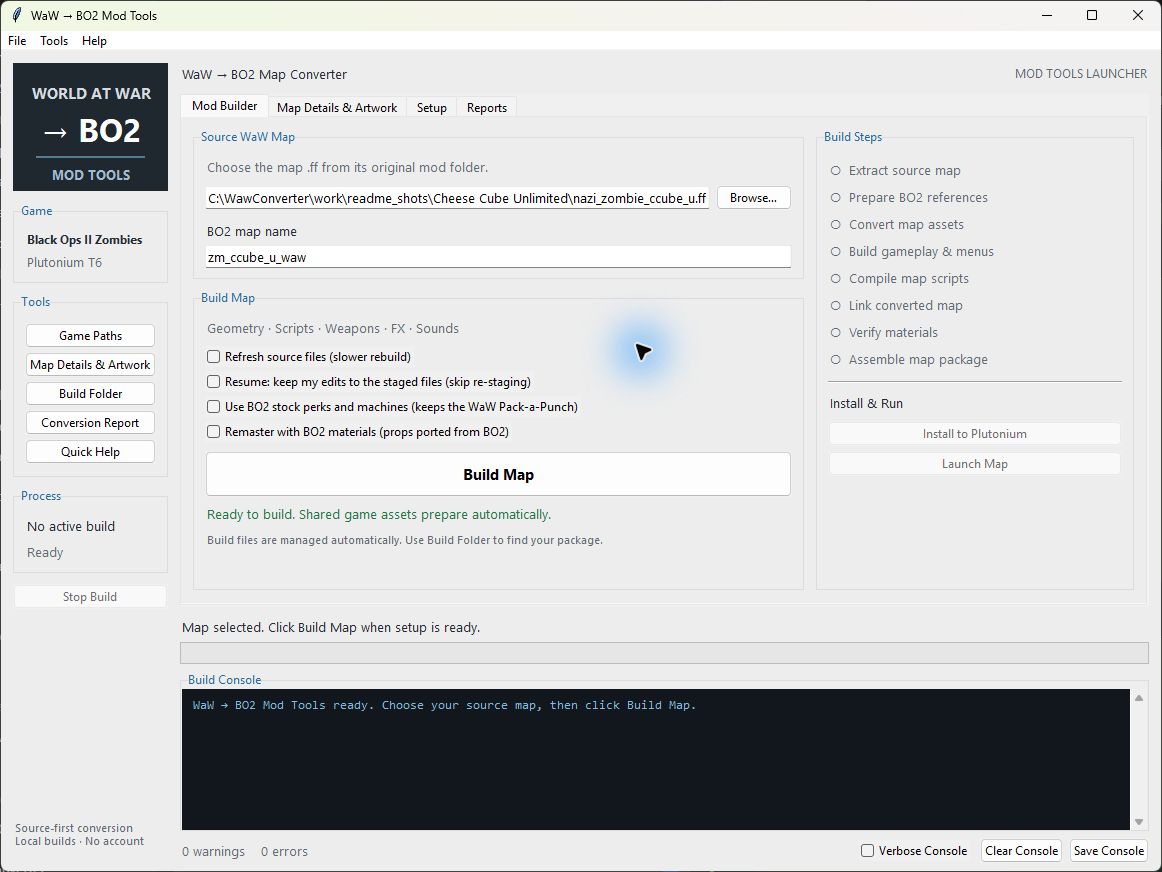 WaW → BO2 Mod Tools
File Tools Help
WORLD AT WAR
→ BO2
MOD TOOLS
Game
Black Ops II Zombies
Plutonium T6
Tools
Game Paths
Map Details & Artwork
Build Folder
Conversion Report
Quick Help
Process
No active build
Ready
Stop Build
Source-first conversion
Local builds · No account
WaW → BO2 Map Converter
MOD TOOLS LAUNCHER
Mod Builder Map Details & Artwork Setup Reports
Source WaW Map
Choose the map .ff from its original mod folder.
C:\WawConverter\work\readme_shots\Cheese Cube Unlimited\nazi_zombie_ccube_u.ff
Browse...
BO2 map name
zm_ccube_u_waw
Build Map
Geometry · Scripts · Weapons · FX · Sounds
Refresh source files (slower rebuild)
Resume: keep my edits to the staged files (skip re-staging)
Use BO2 stock perks and machines (keeps the WaW Pack-a-Punch)
Remaster with BO2 materials (props ported from BO2)
Build Map
Ready to build. Shared game assets prepare automatically.
Build files are managed automatically. Use Build Folder to find your package.
Build Steps
Extract source map
Prepare BO2 references
Convert map assets
Build gameplay & menus
Compile map scripts
Link converted map
Verify materials
Assemble map package
Install & Run
Install to Plutonium
Launch Map
Map selected. Click Build Map when setup is ready.
Build Console
WaW → BO2 Mod Tools ready. Choose your source map, then click Build Map.
0 warnings 0 errors
Verbose Console
Clear Console
Save Console